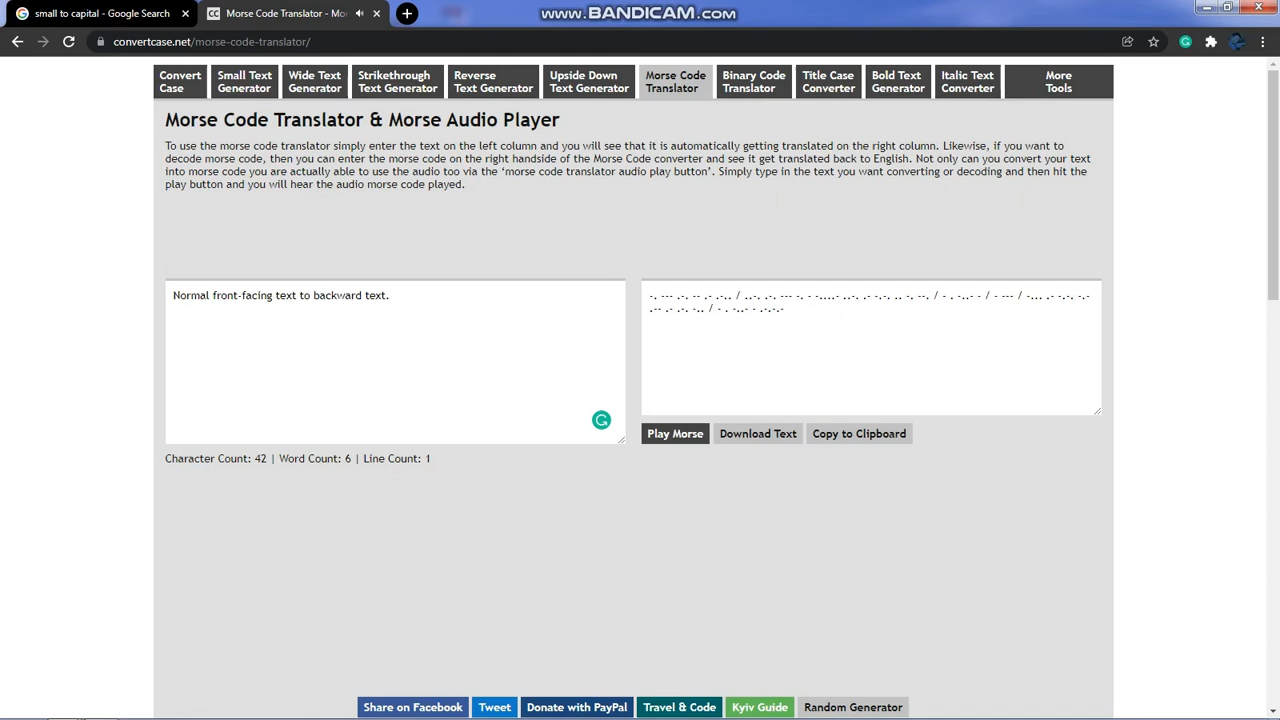 small to capital - Google Search
Morse Code Translator - Mo
www.BANDICAM.com
convertcase.net/morse-code-translator/
Convert
Case
Small Text
Generator
Wide Text
Generator
Strikethrough
Text Generator
Reverse
Text Generator
Upside Down
Text Generator
Morse Code
Translator
Binary Code
Translator
Title Case
Converter
Bold Text
Generator
Italic Text
Converter
More
Tools
Morse Code Translator & Morse Audio Player
To use the morse code translator simply enter the text on the left column and you will see that it is automatically getting translated on the right column. Likewise, if you want to
decode morse code, then you can enter the morse code on the right handside of the Morse Code converter and see it get translated back to English. Not only can you convert your text
into morse code you are actually able to use the audio too via the ‘morse code translator audio play button’. Simply type in the text you want converting or decoding and then hit the
play button and you will hear the audio morse code played.
Normal front-facing text to backward text.
-. --- .-. -- .- .-.. / ..-. .-. --- -. - -....- ..-. .- -.-. .. -. --. / - . -..- - / - --- / -... .- -.-. -.-
.-- .- .-. -.. / - . -..- - .-.-.-
Play Morse
Download Text
Copy to Clipboard
Character Count: 42 | Word Count: 6 | Line Count: 1
Share on Facebook
Tweet
Donate with PayPal
Travel & Code
Kyiv Guide
Random Generator